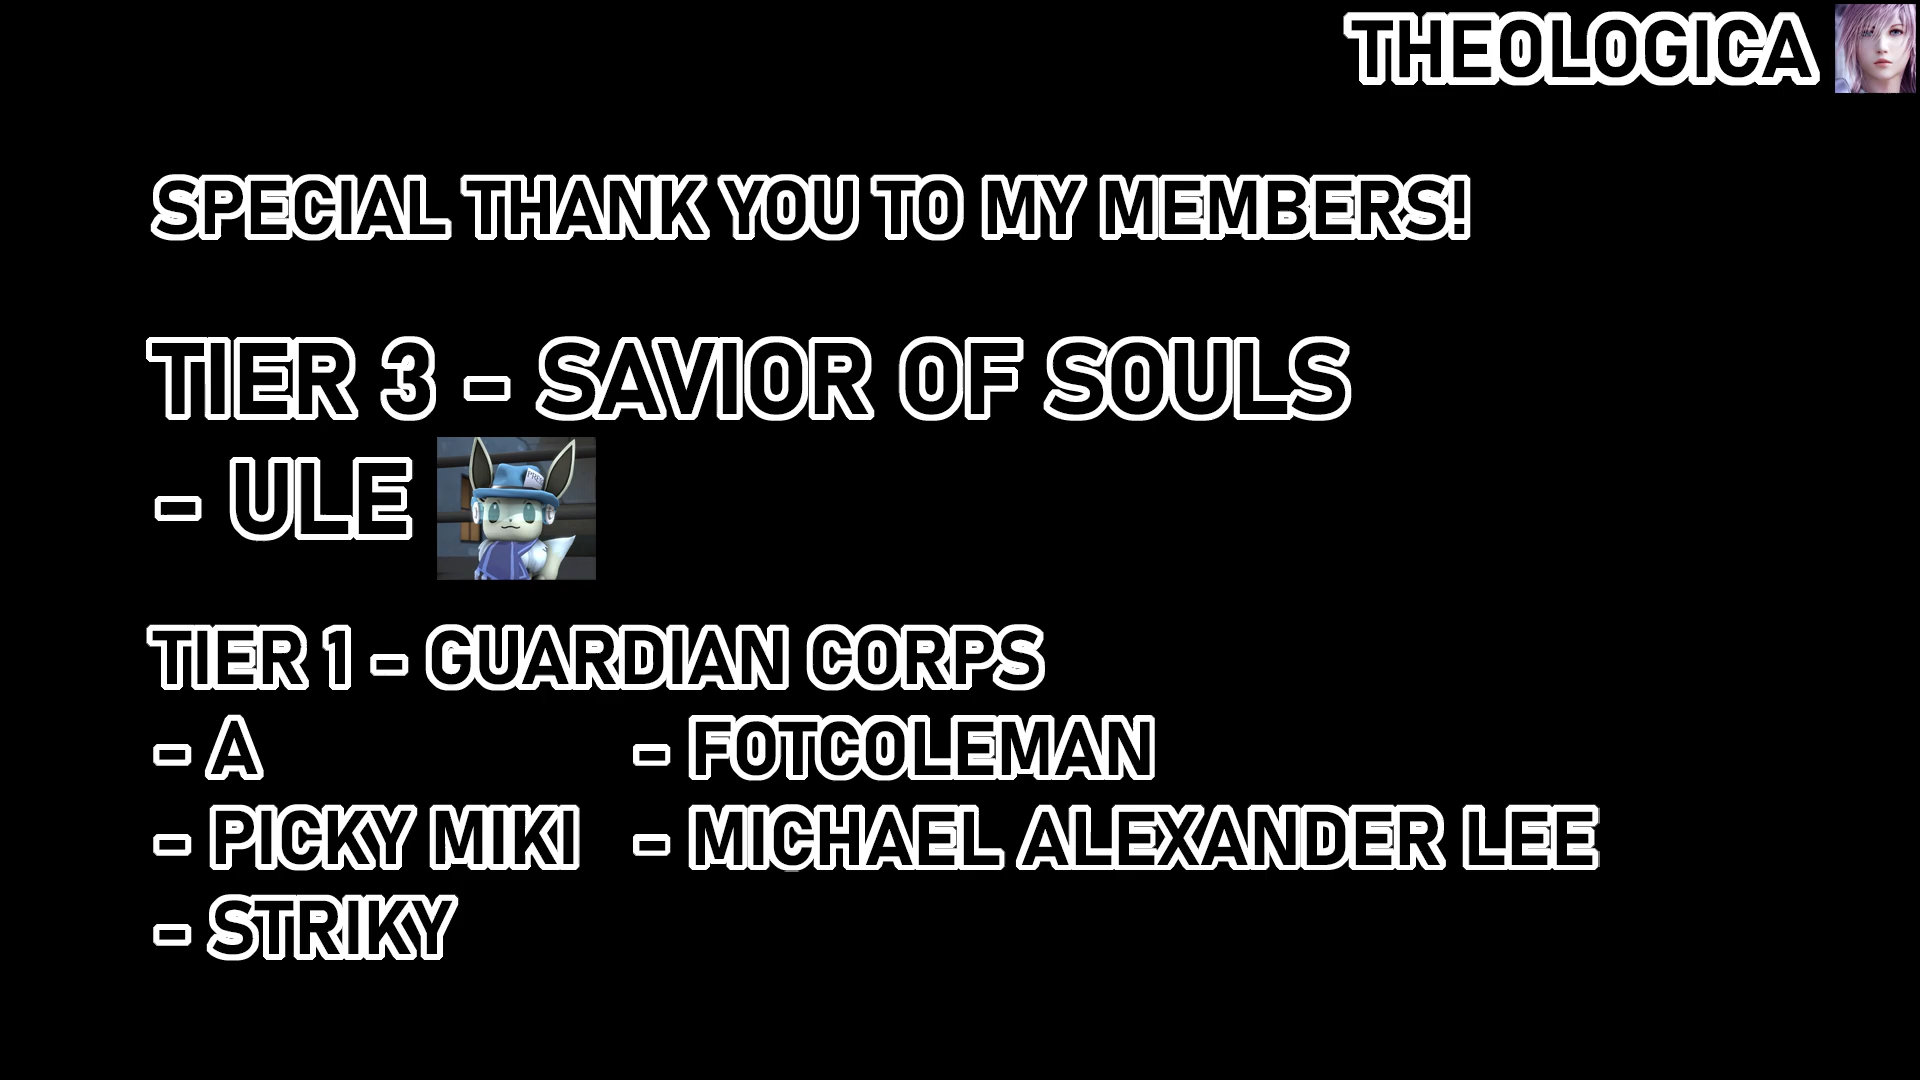 THEOLOGICA
SPECIAL THANK YOU TO MY MEMBERS!
TIER 3 - SAVIOR OF SOULS
- ULE
TIER 1 - GUARDIAN CORPS
- A
- FOTCOLEMAN
- PICKY MIKI
- MICHAEL ALEXANDER LEE
- STRIKY